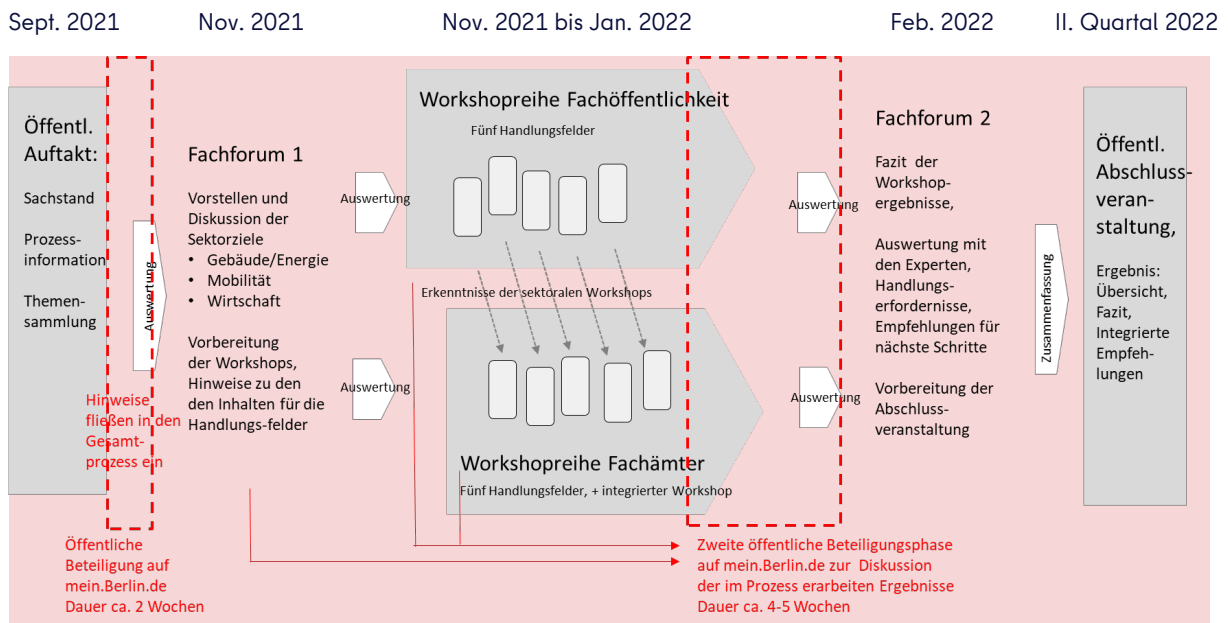 Sept. 2021
Nov. 2021
Nov. 2021 bis Jan. 2022
Feb. 2022
II. Quartal 2022
Öffentl.
Auftakt:
Sachstand
Prozess-
information
Themen-
sammlung
Auswertung
Hinweise
fließen in den
Gesamt-
prozess ein
Öffentliche
Beteiligung auf
mein.Berlin.de
Dauer ca. 2 Wochen
Fachforum 1
Vorstellen und
Diskussion der
Sektorziele
• Gebäude/Energie
• Mobilität
• Wirtschaft
Vorbereitung
der Workshops,
Hinweise zu den
den Inhalten für die
Handlungs-felder
Auswertung
Auswertung
Workshopreihe Fachöffentlichkeit
Fünf Handlungsfelder
Erkenntnisse der sektoralen Workshops
Workshopreihe Fachämter
Fünf Handlungsfelder, + integrierter Workshop
Auswertung
Auswertung
Zweite öffentliche Beteiligungsphase
auf mein.Berlin.de zur Diskussion
der im Prozess erarbeiten Ergebnisse
Dauer ca. 4-5 Wochen
Fachforum 2
Fazit der
Workshop-
ergebnisse,
Auswertung mit
den Experten,
Handlungs-
erfordernisse,
Empfehlungen für
nächste Schritte
Vorbereitung der
Abschluss-
veranstaltung
Zusammenfassung
Öffentl.
Abschluss-
veran-
staltung,
Ergebnis:
Übersicht,
Fazit,
Integrierte
Empfeh-
lungen